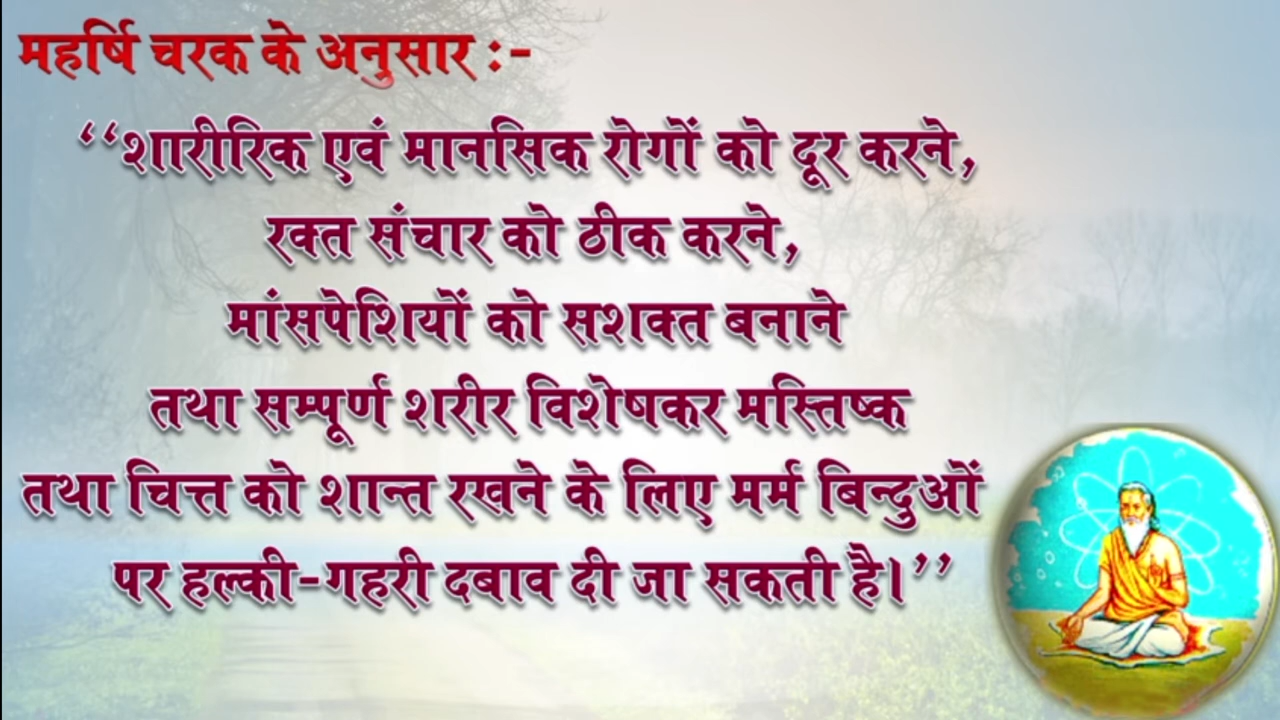 महर्षि चरक के अनुसार :-
‘‘शारीरिक एवं मानसिक रोगों को दूर करने,
रक्त संचार को ठीक करने,
मांसपेशियों को सशक्त बनाने
तथा सम्पूर्ण शरीर विशेषकर मस्तिष्क
तथा चित्त को शान्त रखने के लिए मर्म बिन्दुओं
पर हल्की-गहरी दबाव दी जा सकती है।’’